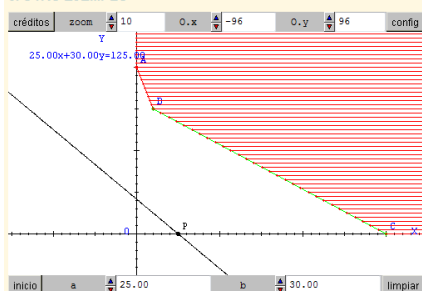 créditos zoom 10 O.x -96 O.y 96 config
Y
25.00x+30.00y=125.00
A
D
P
O C X
inicio a 25.00 b 30.00 limpiar